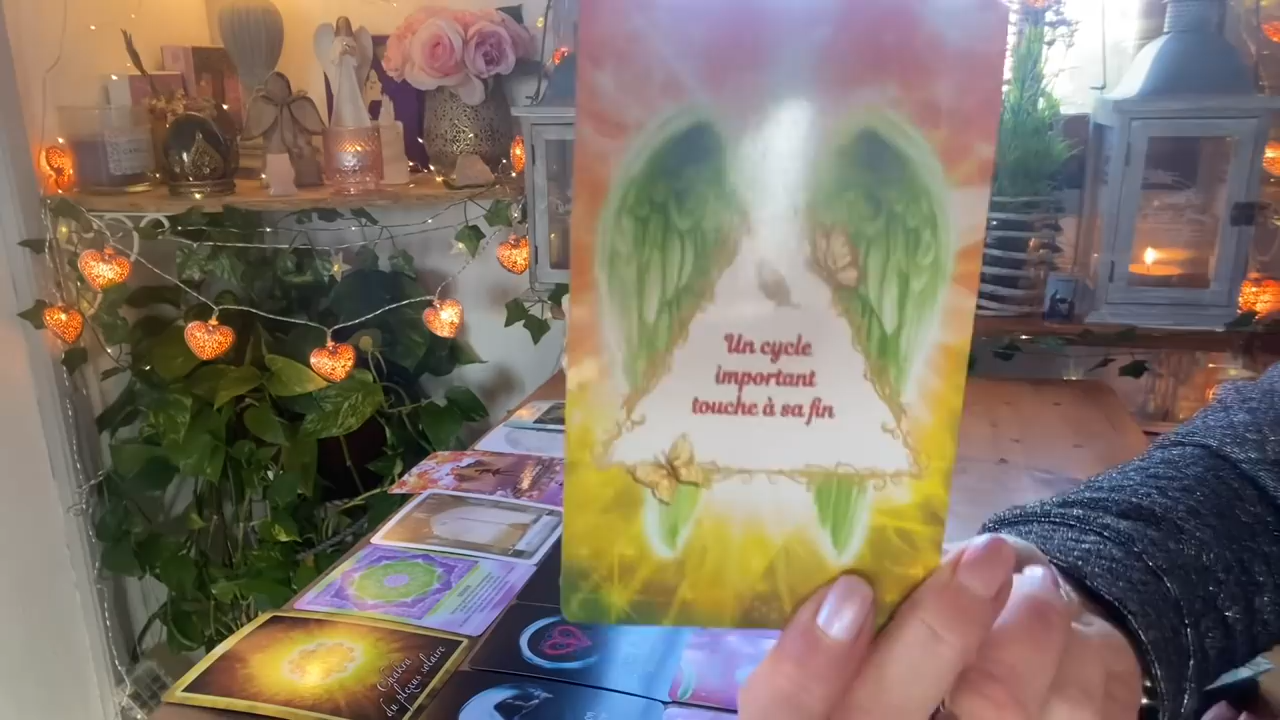 Un cycle
important
touche à sa fin
Chakra
du plexus solaire